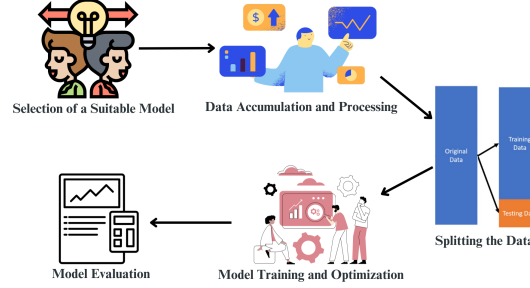 Selection of a Suitable Model
Data Accumulation and Processing
Original
Data
Training
Data
Testing
Splitting the Data
Model Training and Optimization
Model Evaluation